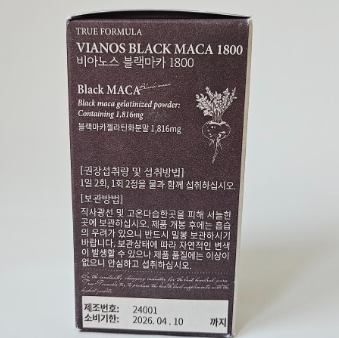 TRUE FORMULA
VIANOS BLACK MACA 1800
비아노스 블랙마카 1800
Black MACA
Black maca
Black maca gelatinized powder:
Containing 1,816mg
블랙마카젤라틴화분말 1,816mg
[권장섭취량 및 섭취방법]
1일 2회, 1회 2정을 물과 함께 섭취하십시오.
[보관방법]
직사광선 및 고온다습한곳을 피해 서늘한
곳에 보관하십시오. 제품 개봉 후에는 흡습
의 우려가 있으니 반드시 밀봉 보관하시기
바랍니다. 보관상태에 따라 자연적인 변색
이 발생할 수 있으나 제품 품질에는 이상이
없으니 안심하고 섭취하십시오.
제조번호: 24001
소비기한: 2026.04.10 까지